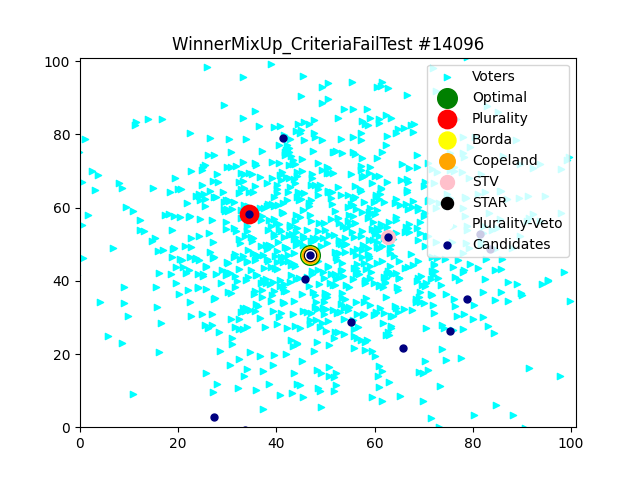 WinnerMixUp_CriteriaFailTest #14096
100
80
60
40
20
0
0
20
40
60
80
100
Voters
Optimal
Plurality
Borda
Copeland
STV
STAR
Plurality-Veto
Candidates